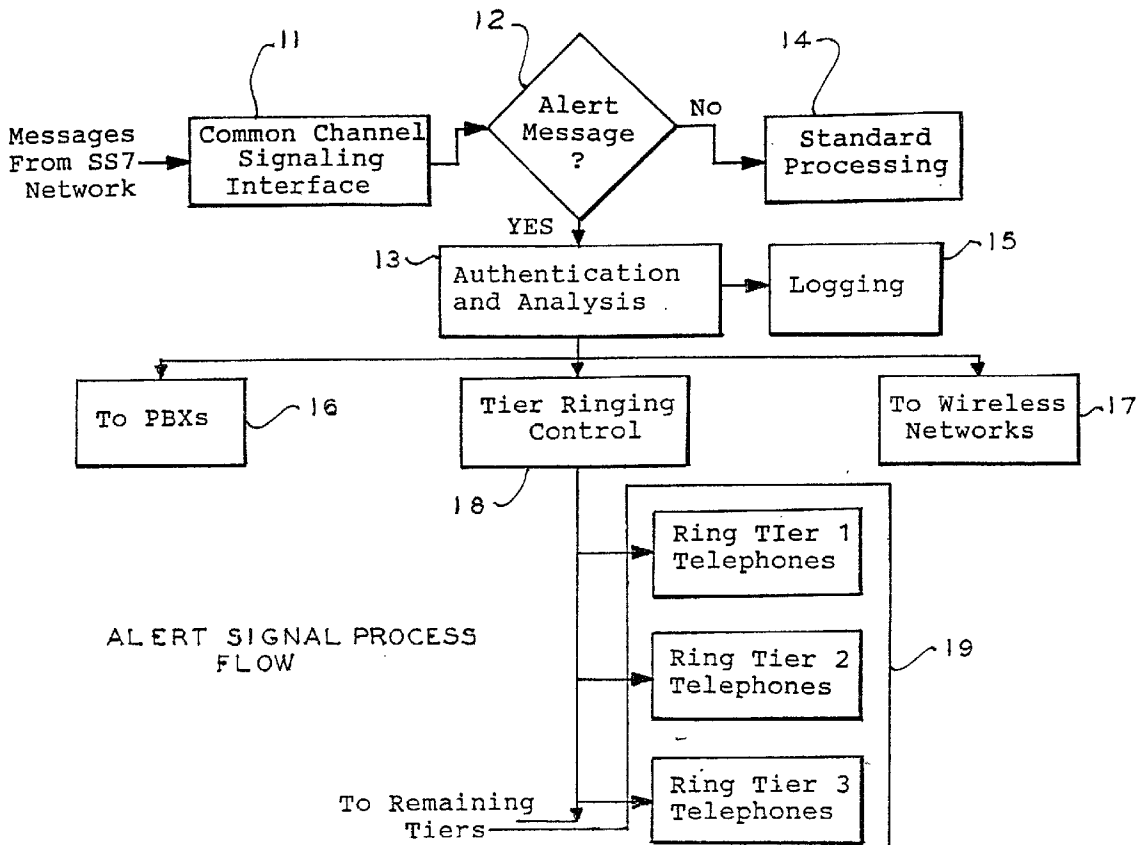 11
12
14
Messages
From SS7
Network
Common Channel
Signaling
Interface
Alert
Message
?
No
Standard
Processing
YES
13
Authentication
and Analysis
15
Logging
To PBXs
16
Tier Ringing
Control
To Wireless
Networks
17
18
Ring TIer 1
Telephones
ALERT SIGNAL PROCESS
FLOW
Ring Tier 2
Telephones
19
Ring Tier 3
Telephones
To Remaining
Tiers